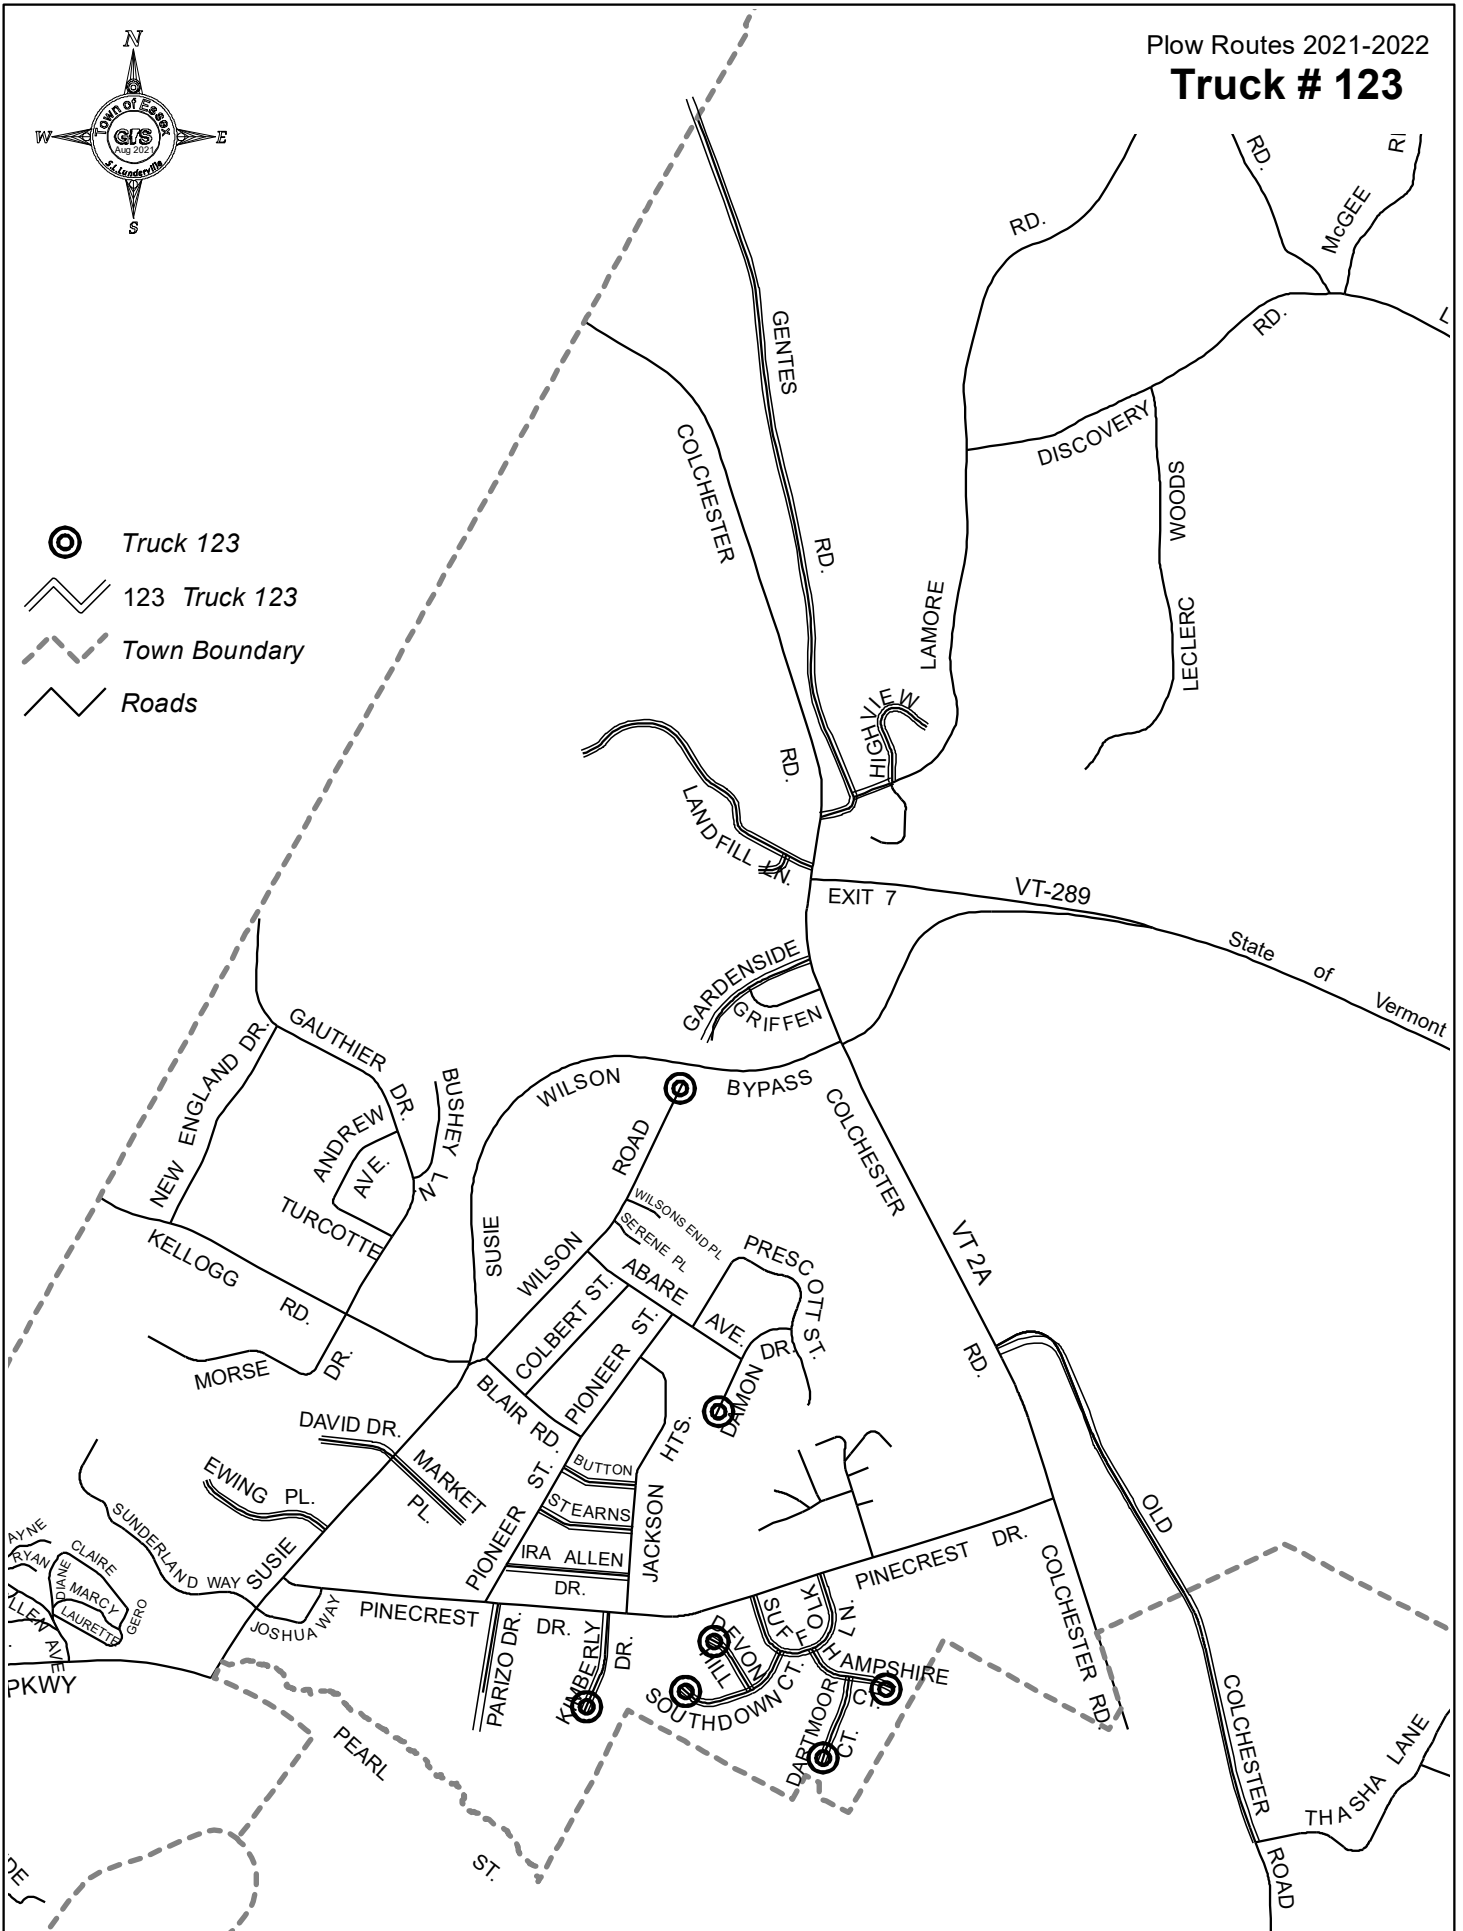 Plow Routes 2021-2022
Truck # 123
N
W
E
S
Town of Essex
GIS
Aug 2021
S.L.Lunderville
RD.
RI
McGEE
RD.
RD.
L
GENTES
RD.
COLCHESTER
RD.
DISCOVERY
WOODS
LECLERC
LAMORE
HIGHVIEW
Truck 123
123 Truck 123
Town Boundary
Roads
LANDFILL LN.
EXIT 7
VT-289
State of Vermont
GARDENSIDE
GRIFFEN
GAUTHIER
DR.
NEW ENGLAND DR.
ANDREW
AVE.
BUSHEY LN.
TURCOTTE
KELLOGG
RD.
MORSE
DR.
WILSON
BYPASS
SUSIE
WILSON
ROAD
WILSONS END PL
SERENE PL
ABARE
AVE.
PRESCOTT ST.
DAMON
DR.
COLBERT ST.
PIONEER ST.
BLAIR RD.
COLCHESTER
VT 2A
RD.
DAVID DR.
MARKET
PL.
EWING PL.
SUNDERLAND WAY
SUSIE
JOSHUA WAY
PIONEER
ST.
BUTTON
STEARNS
IRA ALLEN
DR.
JACKSON
HTS.
AYNE
RYAN
CLAIRE
DIANE
MARCY
LAURETTE
GERO
LLEN AVE
PKWY
PINECREST
DR.
PINECREST
DR.
PARIZO DR.
KIMBERLY
DR.
SUFFOLK
LN.
DEVON
HILL
SOUTHDOWN CT.
HAMPSHIRE
CT.
DARTMOOR
CT.
COLCHESTER RD.
OLD
COLCHESTER
ROAD
THASHA LANE
PEARL
ST.
DE